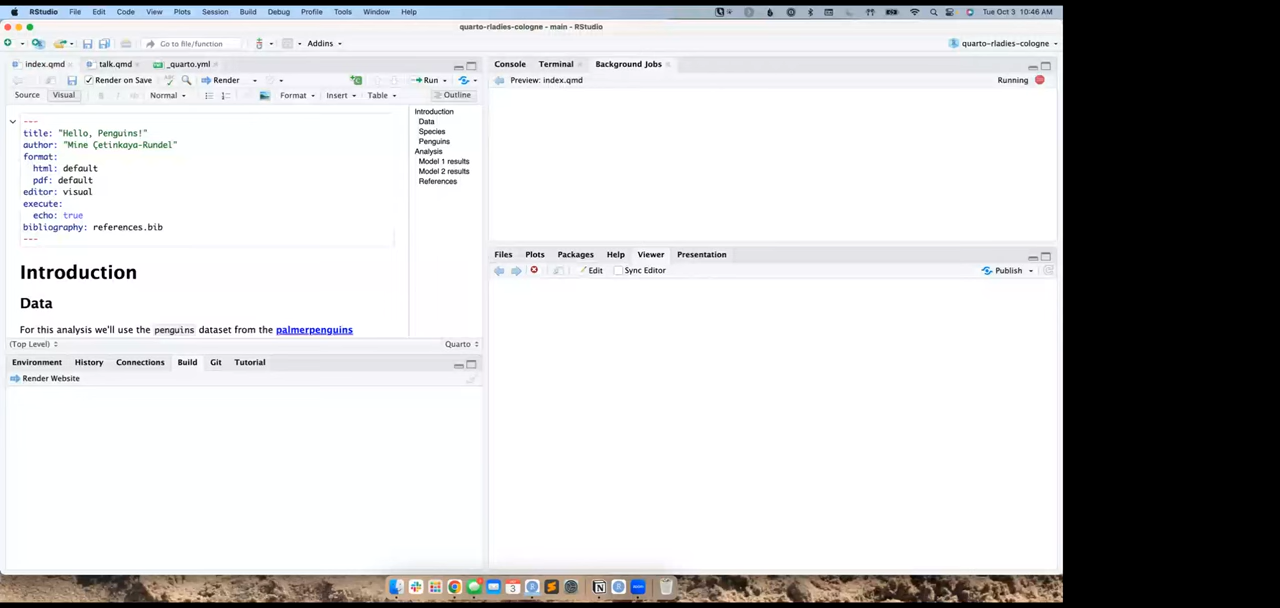 RStudio File Edit Code View Plots Session Build Debug Profile Tools Window Help Tue Oct 3 10:46 AM
quarto-rladies-cologne - main - RStudio
Go to file/function Addins quarto-rladies-cologne
index.qmd talk.qmd _quarto.yml
Render on Save Render Run
Source Visual B I Normal Format Insert Table Outline
---
title: "Hello, Penguins!"
author: "Mine Çetinkaya-Rundel"
format:
html: default
pdf: default
editor: visual
execute:
echo: true
bibliography: references.bib
---
Introduction
Data
For this analysis we'll use the penguins dataset from the palmerpenguins
(Top Level) Quarto
Introduction
Data
Species
Penguins
Analysis
Model 1 results
Model 2 results
References
Environment History Connections Build Git Tutorial
Render Website
Console Terminal Background Jobs
Preview: index.qmd Running
Files Plots Packages Help Viewer Presentation
Edit Sync Editor Publish
3